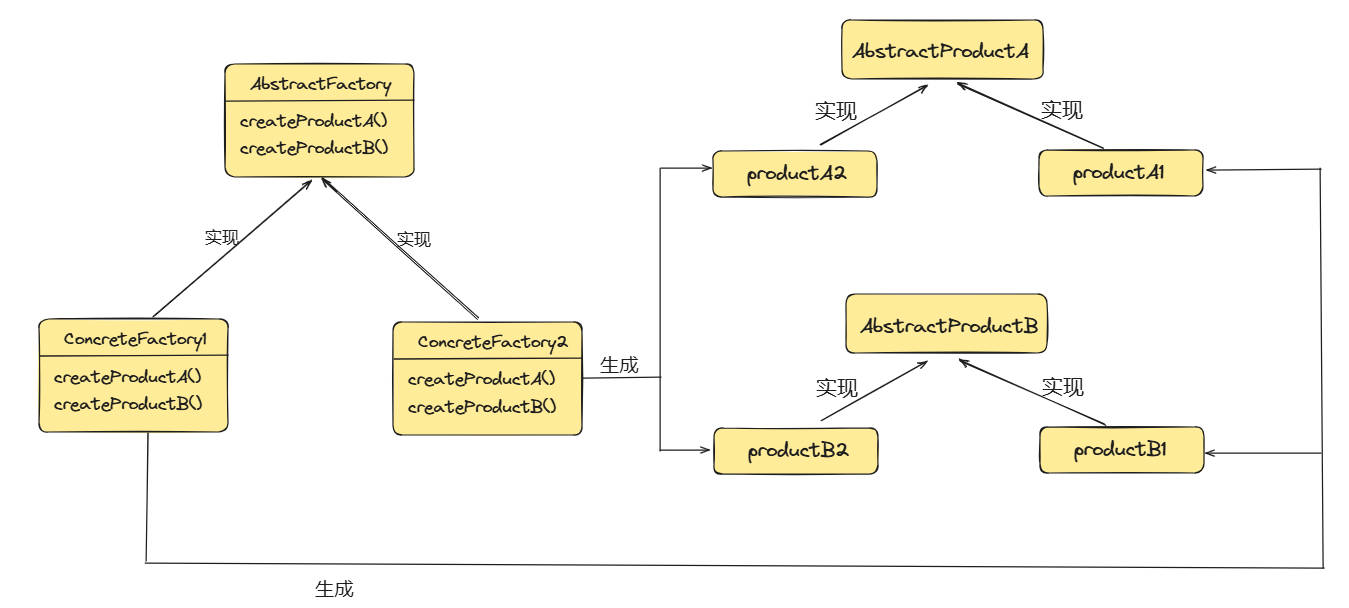 AbstractProductA
AbstractFactory
createProductA()
createProductB()
实现
实现
productA2
productA1
实现
实现
AbstractProductB
ConcreteFactory1
createProductA()
createProductB()
ConcreteFactory2
createProductA()
createProductB()
生成
实现
实现
productB2
productB1
生成